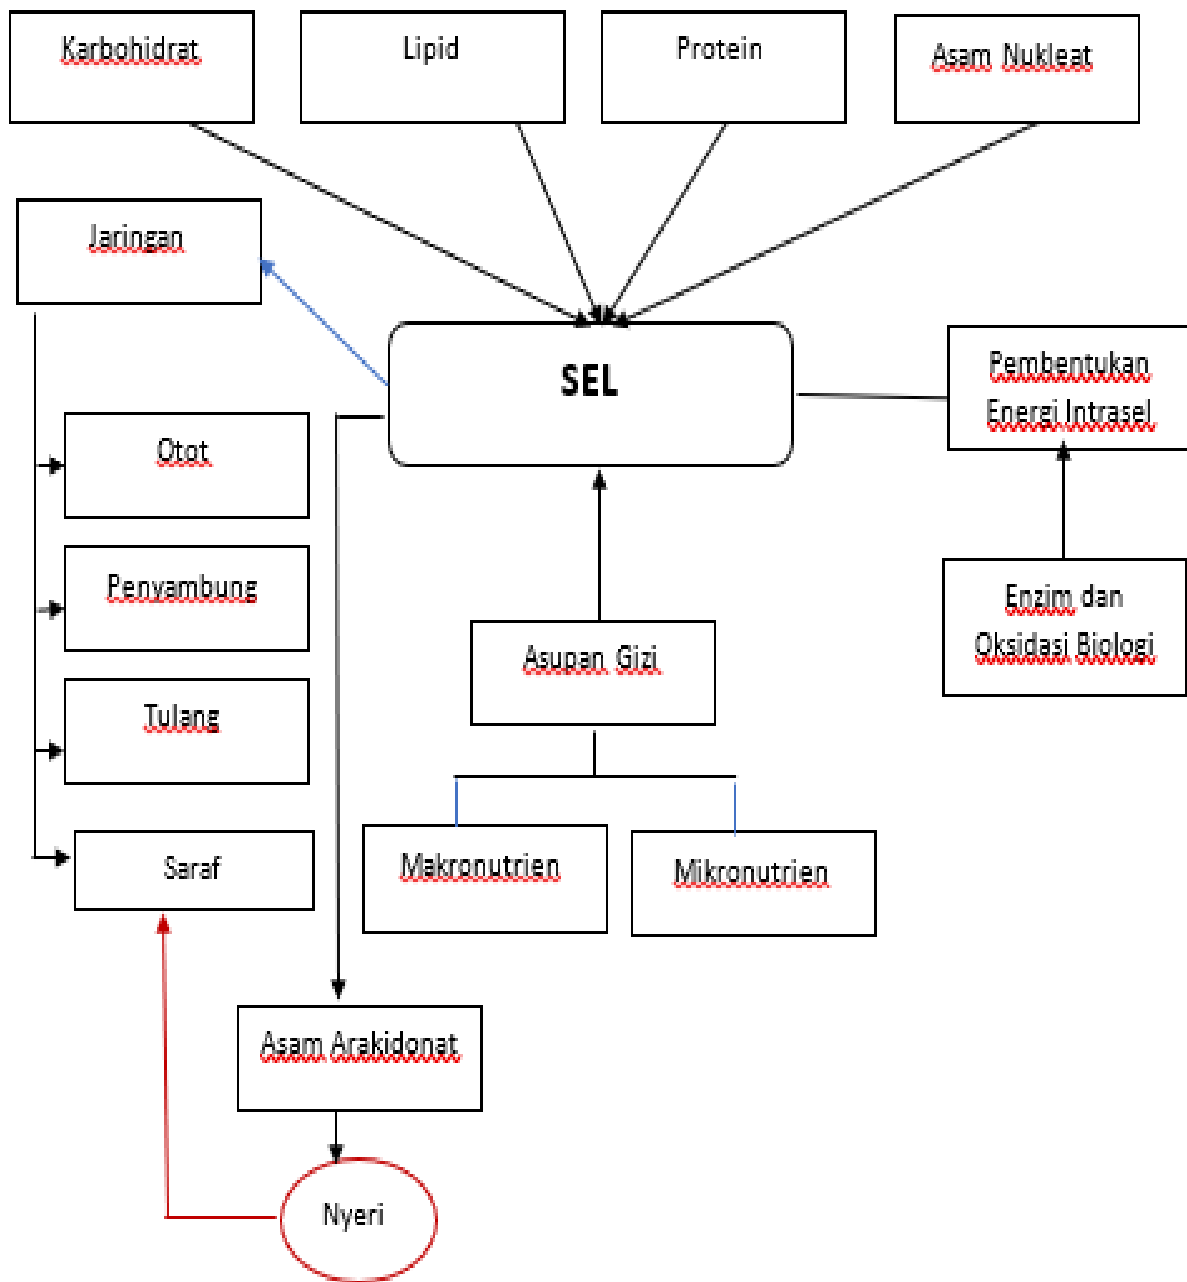 Karbohidrat
Lipid
Protein
Asam Nukleat
Jaringan
SEL
Pembentukan
Energi Intrasel
Otot
Penyambung
Tulang
Saraf
Asupan Gizi
Enzim dan
Oksidasi Biologi
Makronutrien
Mikronutrien
Asam Arakidonat
Nyeri